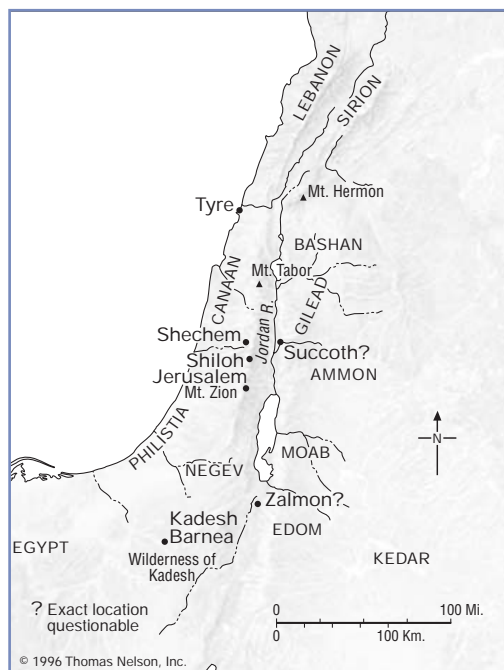 LEBANON
SIRION
Mt. Hermon
Tyre
BASHAN
Mt. Tabor
CANAAN
GILEAD
Jordan R.
Shechem
Succoth?
Shiloh
AMMON
Jerusalem
Mt. Zion
PHILISTIA
N
MOAB
NEGEV
Zalmon?
Kadesh
Barnea
EDOM
EGYPT
Wilderness of
Kadesh
KEDAR
? Exact location
questionable
0 100 Mi.
0 100 Km.
© 1996 Thomas Nelson, Inc.